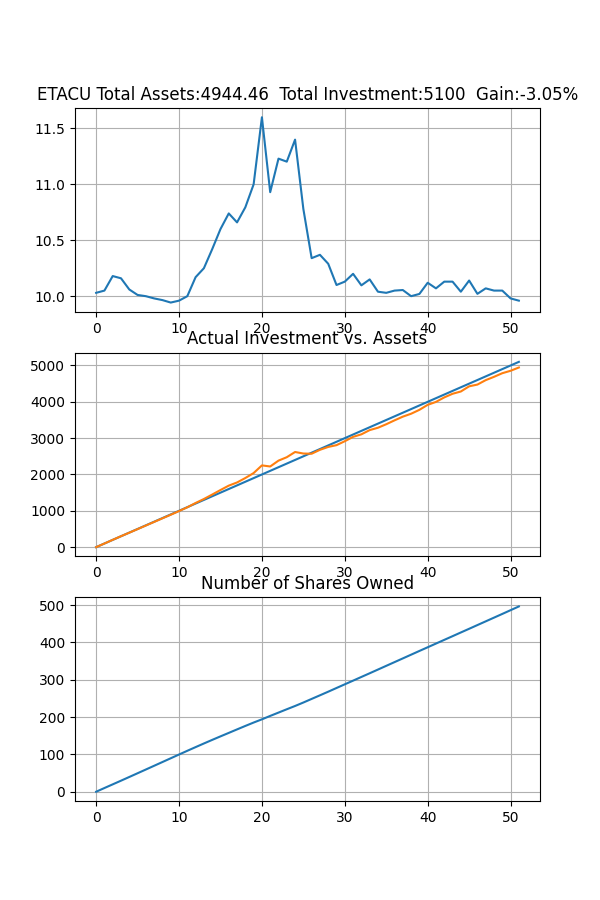 ETACU Total Assets:4944.46  Total Investment:5100  Gain:-3.05%
11.5
11.0
10.5
10.0
0 10 20 30 40 50
Actual Investment vs. Assets
5000
4000
3000
2000
1000
0
0 10 20 30 40 50
Number of Shares Owned
500
400
300
200
100
0
0 10 20 30 40 50